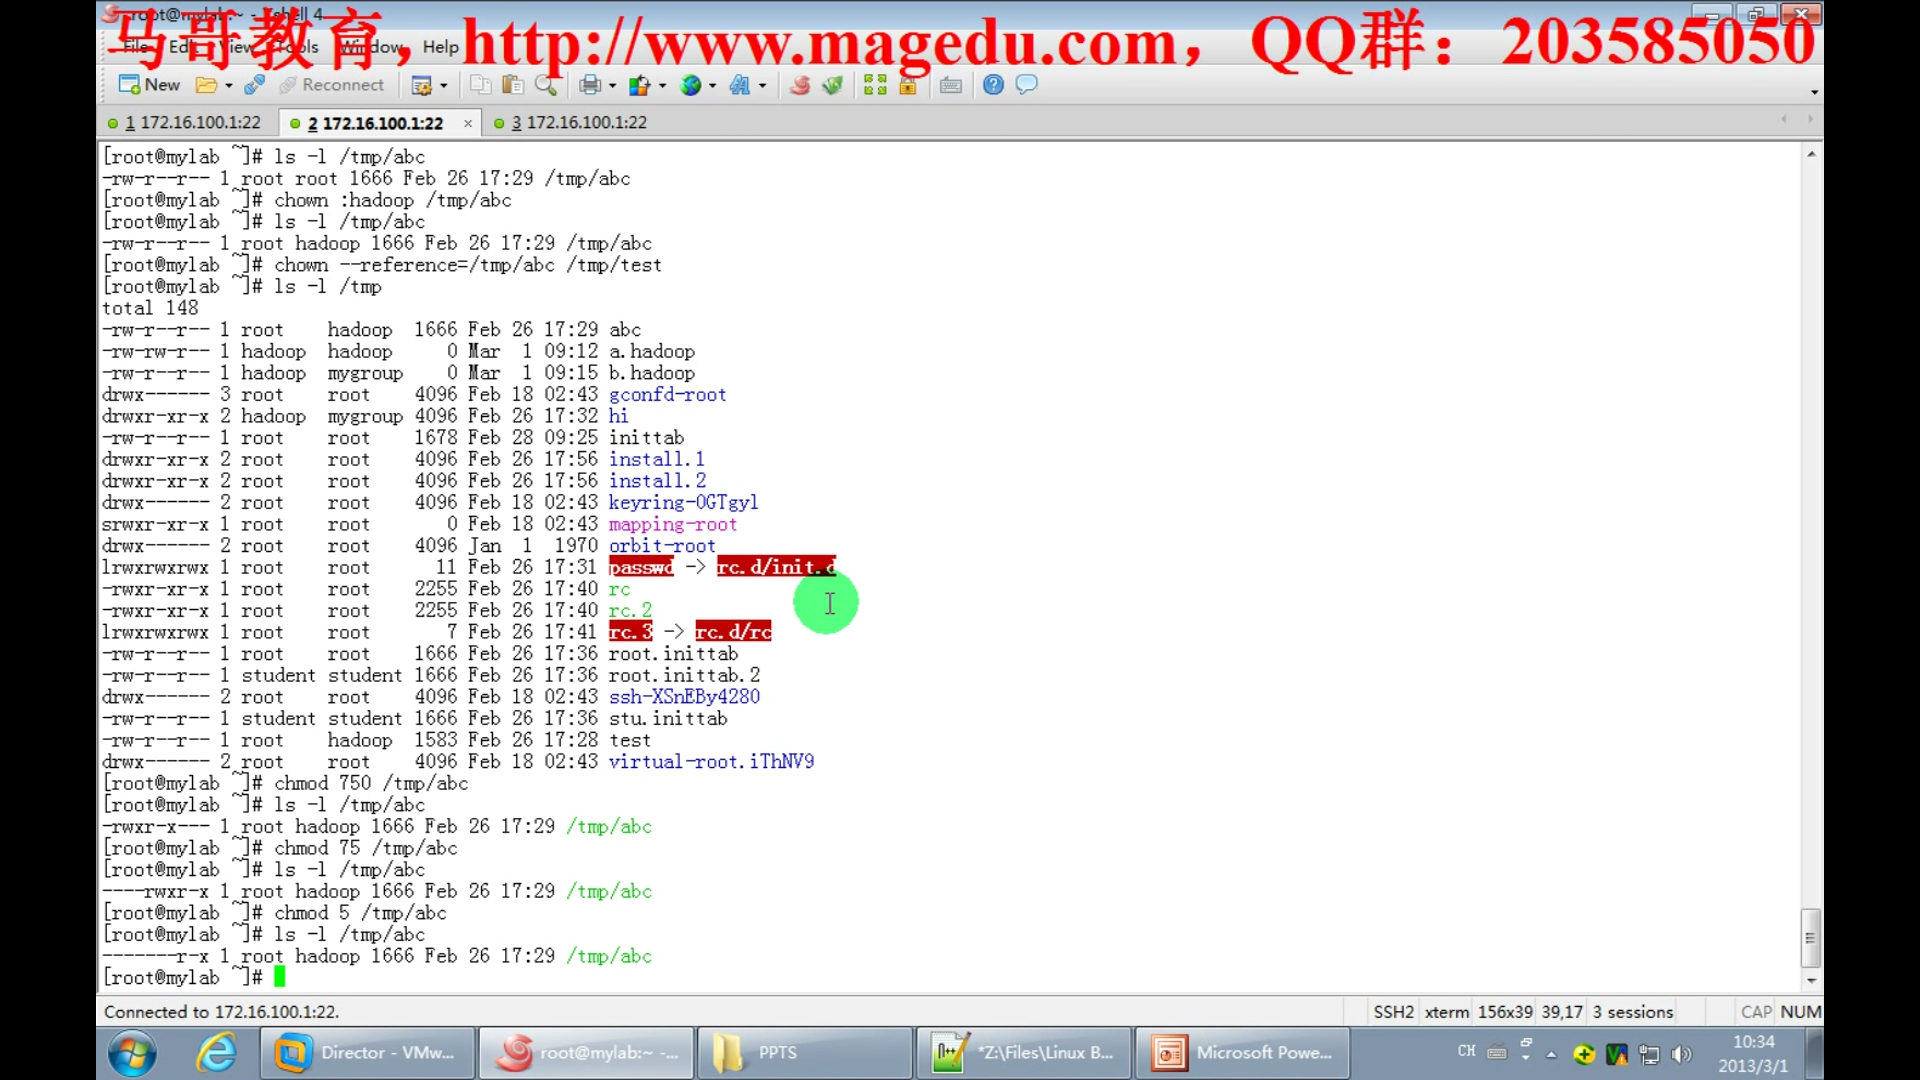 root@mylab:~ - Xshell 4
马哥教育，http://www.magedu.com，QQ群：203585050
File Edit View Tools Window Help
New Reconnect
1 172.16.100.1:22 2 172.16.100.1:22 × 3 172.16.100.1:22
[root@mylab ~]# ls -l /tmp/abc
-rw-r--r-- 1 root root 1666 Feb 26 17:29 /tmp/abc
[root@mylab ~]# chown :hadoop /tmp/abc
[root@mylab ~]# ls -l /tmp/abc
-rw-r--r-- 1 root hadoop 1666 Feb 26 17:29 /tmp/abc
[root@mylab ~]# chown --reference=/tmp/abc /tmp/test
[root@mylab ~]# ls -l /tmp
total 148
-rw-r--r-- 1 root    hadoop  1666 Feb 26 17:29 abc
-rw-rw-r-- 1 hadoop  hadoop     0 Mar  1 09:12 a.hadoop
-rw-r--r-- 1 hadoop  mygroup    0 Mar  1 09:15 b.hadoop
drwx------ 3 root    root    4096 Feb 18 02:43 gconfd-root
drwxr-xr-x 2 hadoop  mygroup 4096 Feb 26 17:32 hi
-rw-r--r-- 1 root    root    1678 Feb 28 09:25 inittab
drwxr-xr-x 2 root    root    4096 Feb 26 17:56 install.1
drwxr-xr-x 2 root    root    4096 Feb 26 17:56 install.2
drwx------ 2 root    root    4096 Feb 18 02:43 keyring-OGTgyl
srwxr-xr-x 1 root    root       0 Feb 18 02:43 mapping-root
drwx------ 2 root    root    4096 Jan  1  1970 orbit-root
lrwxrwxrwx 1 root    root      11 Feb 26 17:31 passwd -> rc.d/init.d
-rwxr-xr-x 1 root    root    2255 Feb 26 17:40 rc
-rwxr-xr-x 1 root    root    2255 Feb 26 17:40 rc.2
lrwxrwxrwx 1 root    root       7 Feb 26 17:41 rc.3 -> rc.d/rc
-rw-r--r-- 1 root    root    1666 Feb 26 17:36 root.inittab
-rw-r--r-- 1 student student 1666 Feb 26 17:36 root.inittab.2
drwx------ 2 root    root    4096 Feb 18 02:43 ssh-XSnEBy4280
-rw-r--r-- 1 student student 1666 Feb 26 17:36 stu.inittab
-rw-r--r-- 1 root    hadoop  1583 Feb 26 17:28 test
drwx------ 2 root    root    4096 Feb 18 02:43 virtual-root.iThNV9
[root@mylab ~]# chmod 750 /tmp/abc
[root@mylab ~]# ls -l /tmp/abc
-rwxr-x--- 1 root hadoop 1666 Feb 26 17:29 /tmp/abc
[root@mylab ~]# chmod 75 /tmp/abc
[root@mylab ~]# ls -l /tmp/abc
----rwxr-x 1 root hadoop 1666 Feb 26 17:29 /tmp/abc
[root@mylab ~]# chmod 5 /tmp/abc
[root@mylab ~]# ls -l /tmp/abc
-------r-x 1 root hadoop 1666 Feb 26 17:29 /tmp/abc
[root@mylab ~]#
Connected to 172.16.100.1:22. SSH2 xterm 156x39 39,17 3 sessions CAP NUM
Director - VMw... root@mylab:~ -... PPTS *Z:\Files\Linux B... Microsoft Powe... CH 10:34
2013/3/1